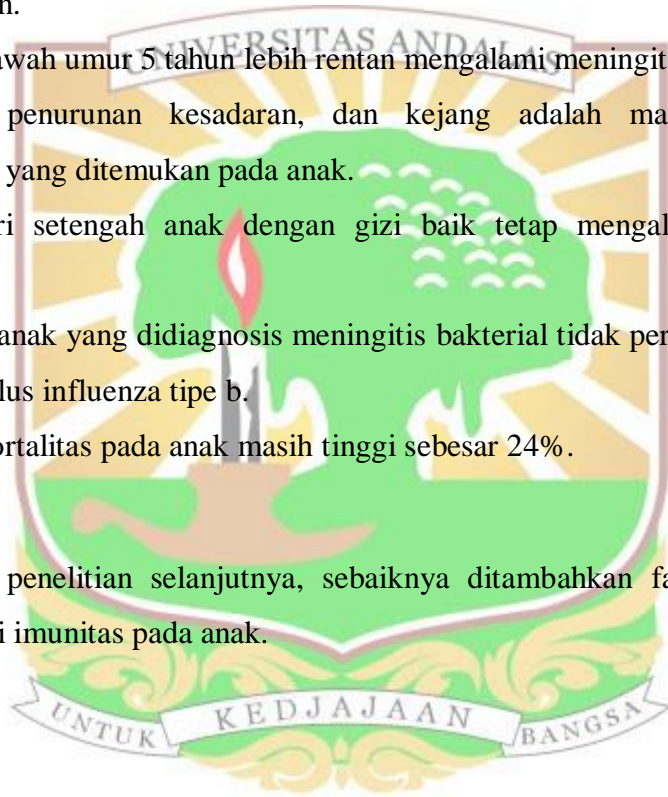 n.
UNIVERSITAS ANDALAS
awah umur 5 tahun lebih rentan mengalami meningit
penurunan kesadaran, dan kejang adalah ma
yang ditemukan pada anak.
ri setengah anak dengan gizi baik tetap mengal
anak yang didiagnosis meningitis bakterial tidak per
lus influenza tipe b.
ortalitas pada anak masih tinggi sebesar 24%.
penelitian selanjutnya, sebaiknya ditambahkan fa
i imunitas pada anak.
UNTUK KEDJAJAAN BANGSA